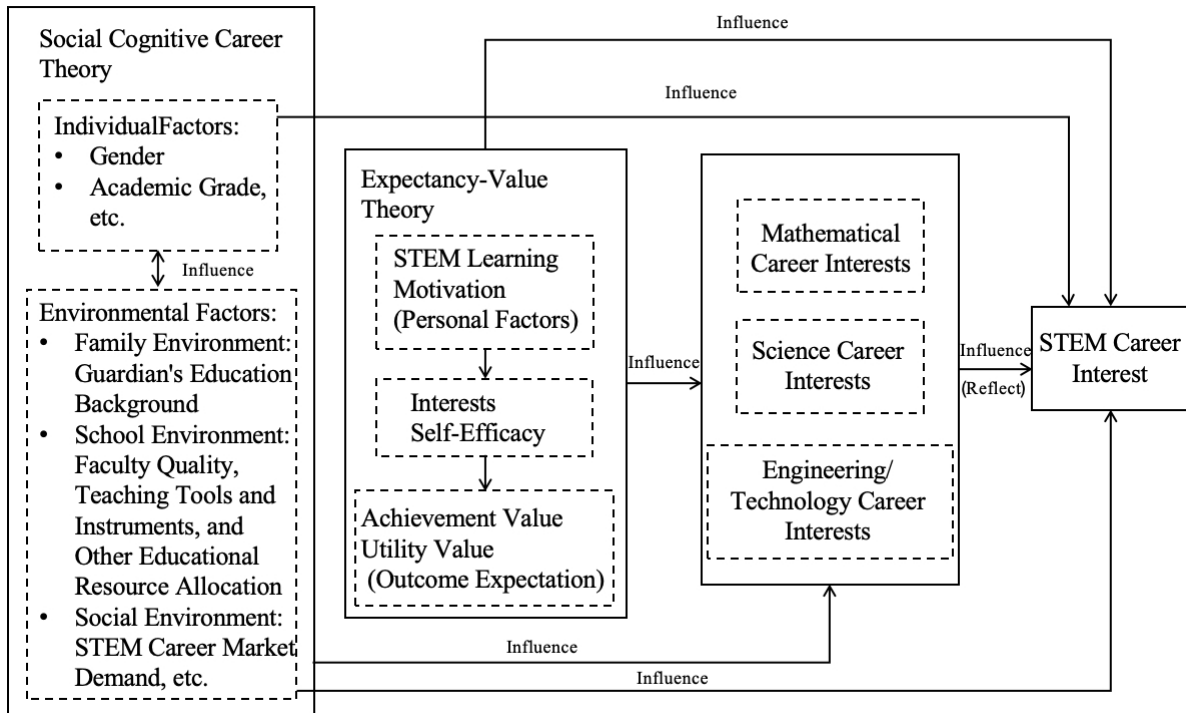 Social Cognitive Career
Theory
IndividualFactors:
• Gender
• Academic Grade,
etc.
Influence
Environmental Factors:
• Family Environment:
Guardian's Education
Background
• School Environment:
Faculty Quality,
Teaching Tools and
Instruments, and
Other Educational
Resource Allocation
• Social Environment:
STEM Career Market
Demand, etc.
Influence
Influence
Expectancy-Value
Theory
STEM Learning
Motivation
(Personal Factors)
Interests
Self-Efficacy
Achievement Value
Utility Value
(Outcome Expectation)
Influence
Mathematical
Career Interests
Science Career
Interests
Engineering/
Technology Career
Interests
Influence
(Reflect)
STEM Career
Interest
Influence
Influence